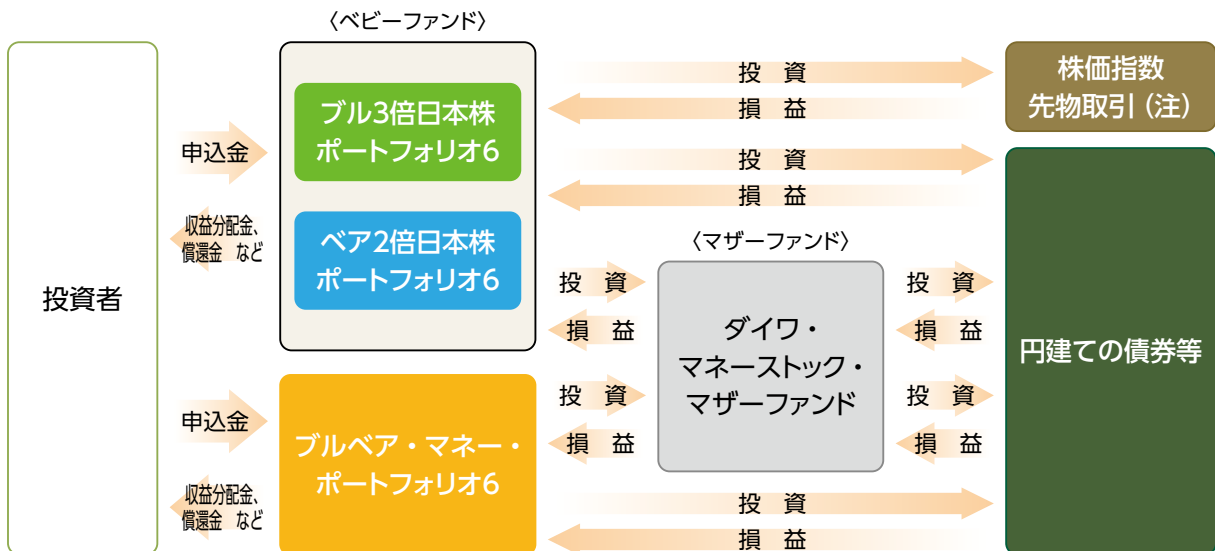 〈ベビーファンド〉
投資者
申込金
収益分配金、
償還金 など
ブル3倍日本株
ポートフォリオ6
ベア2倍日本株
ポートフォリオ6
投 資
損 益
株価指数
先物取引（注）
投 資
損 益
〈マザーファンド〉
投 資
損 益
ダイワ・
マネーストック・
マザーファンド
投 資
損 益
円建ての債券等
申込金
収益分配金、
償還金 など
ブルベア・マネー・
ポートフォリオ6
投 資
損 益
投 資
損 益
投 資
損 益